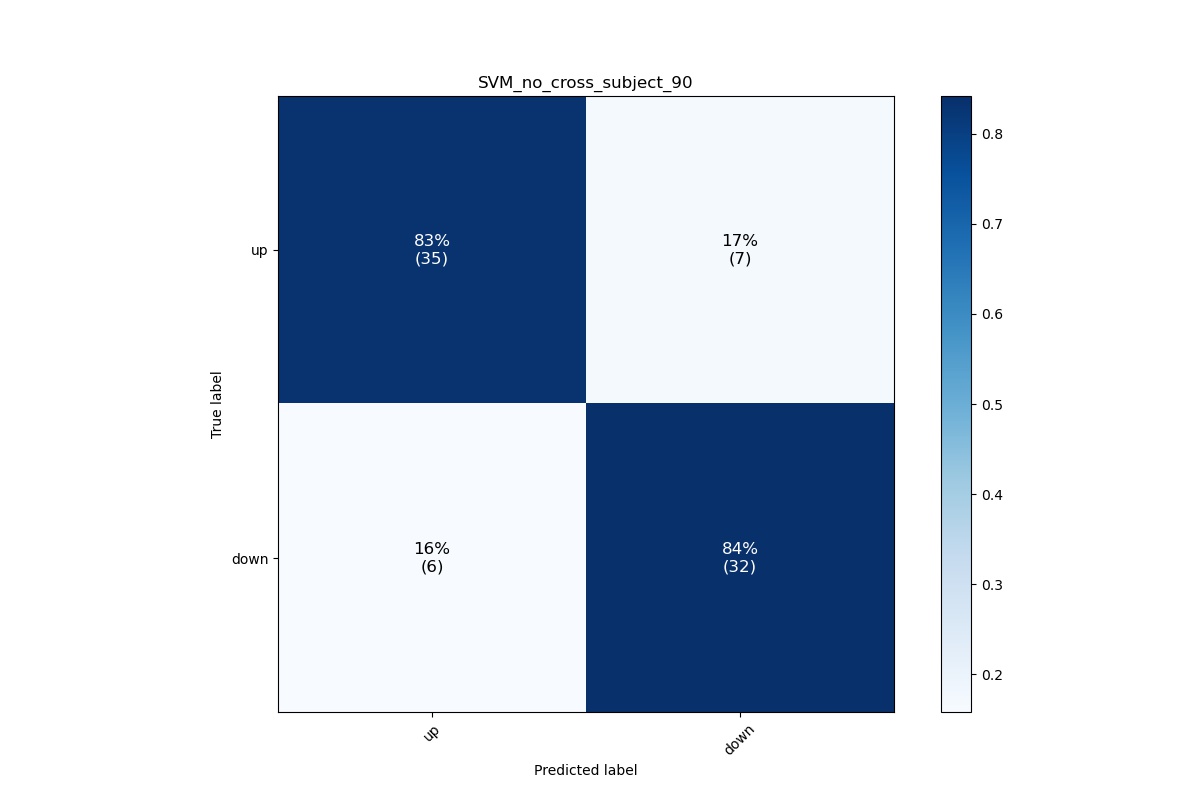 SVM_no_cross_subject_90
83%
(35)
17%
(7)
16%
(6)
84%
(32)
up
down
True label
up
down
Predicted label
0.8
0.7
0.6
0.5
0.4
0.3
0.2